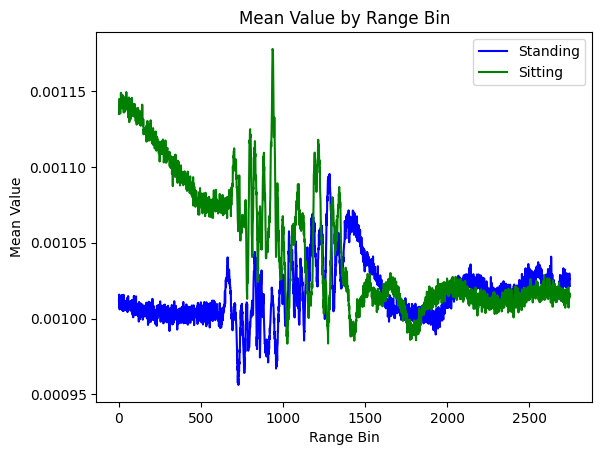 Mean Value by Range Bin
Standing
Sitting
Mean Value
0.00115
0.00110
0.00105
0.00100
0.00095
0
500
1000
1500
2000
2500
Range Bin